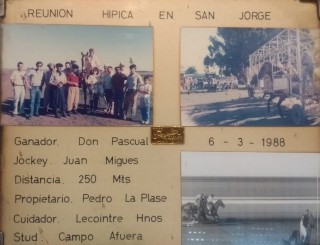 REUNION HIPICA EN SAN JORGE
Ganador. Don Pascual
6 - 3 - 1988
Jockey. Juan Migues
Distancia. 250 Mts
Propietario. Pedro La Plase
Cuidador. Lecointre Hnos
Stud. Campo Afuera